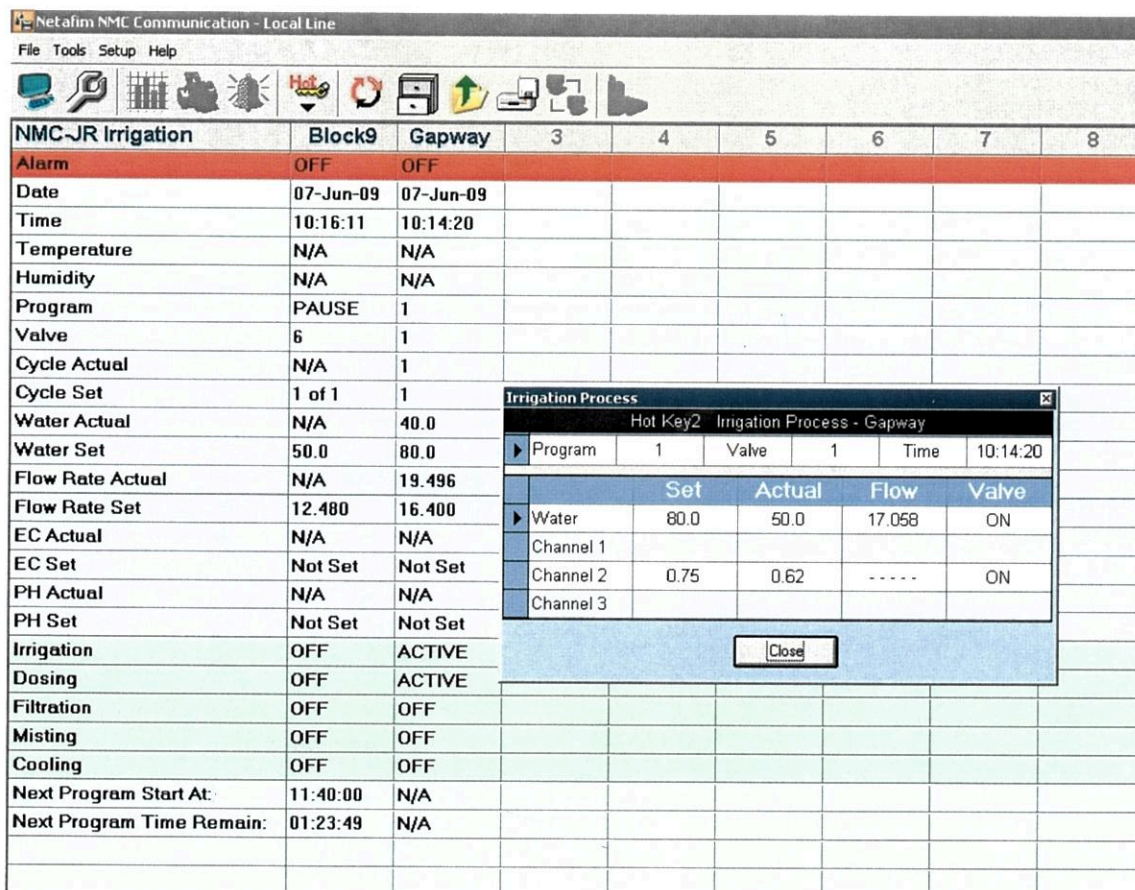 Netafim NMC Communication - Local Line
File Tools Setup Help
Hot
NMC-JR Irrigation Block9 Gapway 3 4 5 6 7 8
Alarm OFF OFF
Date 07-Jun-09 07-Jun-09
Time 10:16:11 10:14:20
Temperature N/A N/A
Humidity N/A N/A
Program PAUSE 1
Valve 6 1
Cycle Actual N/A 1
Cycle Set 1 of 1 1
Water Actual N/A 40.0
Water Set 50.0 80.0
Flow Rate Actual N/A 19.496
Flow Rate Set 12.480 16.400
EC Actual N/A N/A
EC Set Not Set Not Set
PH Actual N/A N/A
PH Set Not Set Not Set
Irrigation OFF ACTIVE
Dosing OFF ACTIVE
Filtration OFF OFF
Misting OFF OFF
Cooling OFF OFF
Next Program Start At: 11:40:00 N/A
Next Program Time Remain: 01:23:49 N/A
Irrigation Process
Hot Key2 Irrigation Process - Gapway
Program 1 Valve 1 Time 10:14:20
Set Actual Flow Valve
Water 80.0 50.0 17.058 ON
Channel 1
Channel 2 0.75 0.62 - - - - - ON
Channel 3
Close